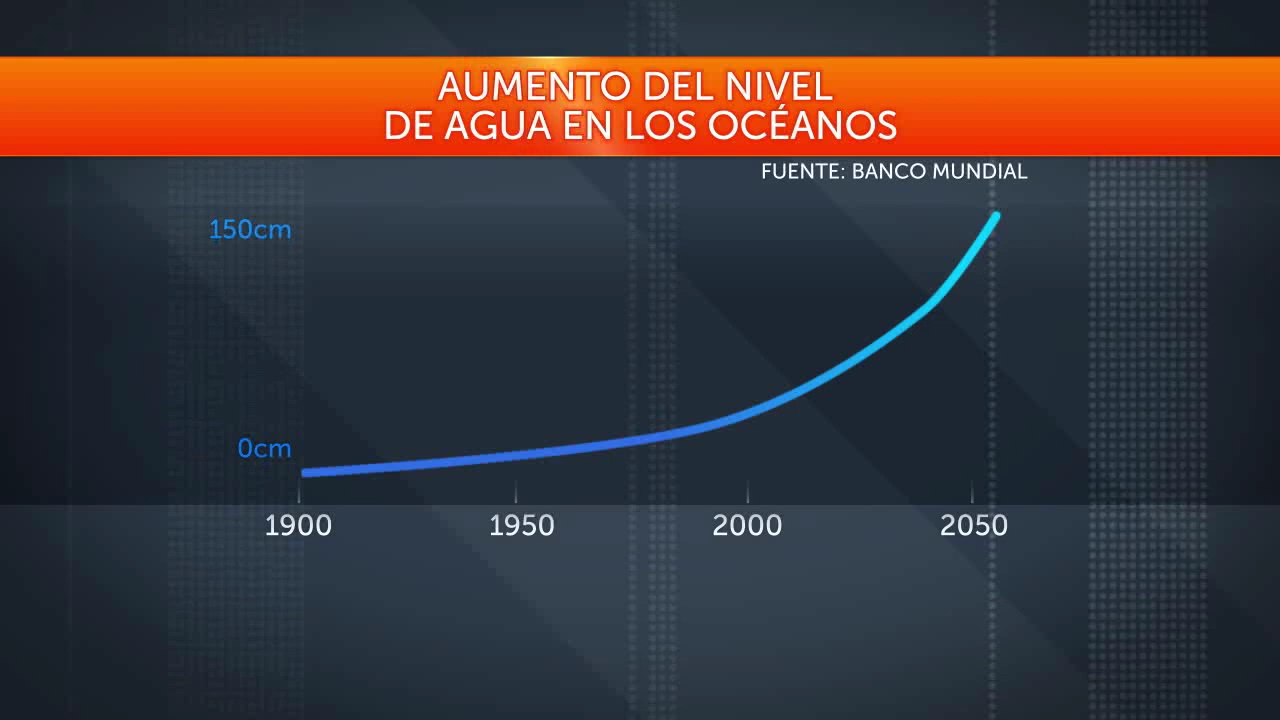 AUMENTO DEL NIVEL
DE AGUA EN LOS OCÉANOS
FUENTE: BANCO MUNDIAL
150cm
0cm
1900 1950 2000 2050